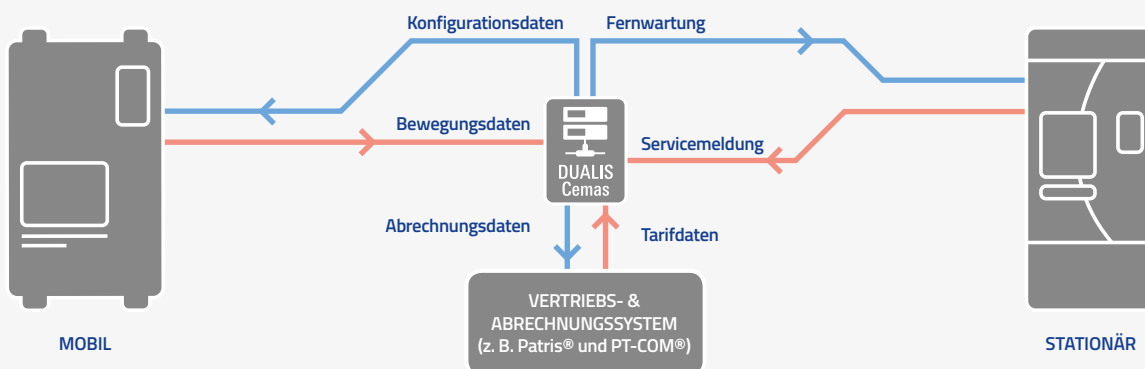 Konfigurationsdaten
Fernwartung
Bewegungsdaten
Servicemeldung
DUALIS
Cemas
Abrechnungsdaten
Tarifdaten
VERTRIEBS- &
ABRECHNUNGSSYSTEM
(z. B. Patris® und PT-COM®)
MOBIL
STATIONÄR